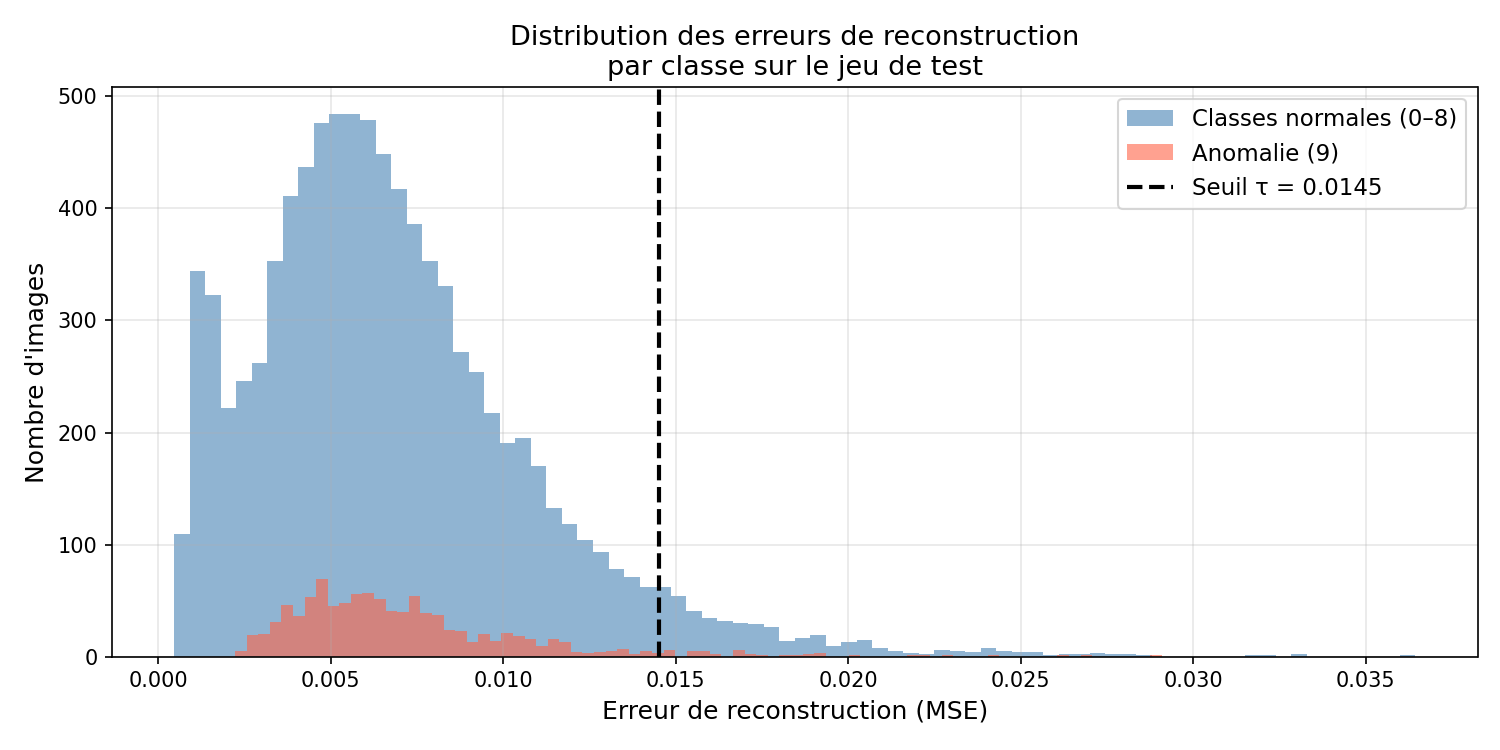 Distribution des erreurs de reconstruction
par classe sur le jeu de test
Classes normales (0–8)
Anomalie (9)
Seuil τ = 0.0145
Nombre d'images
500
400
300
200
100
0
0.000 0.005 0.010 0.015 0.020 0.025 0.030 0.035
Erreur de reconstruction (MSE)